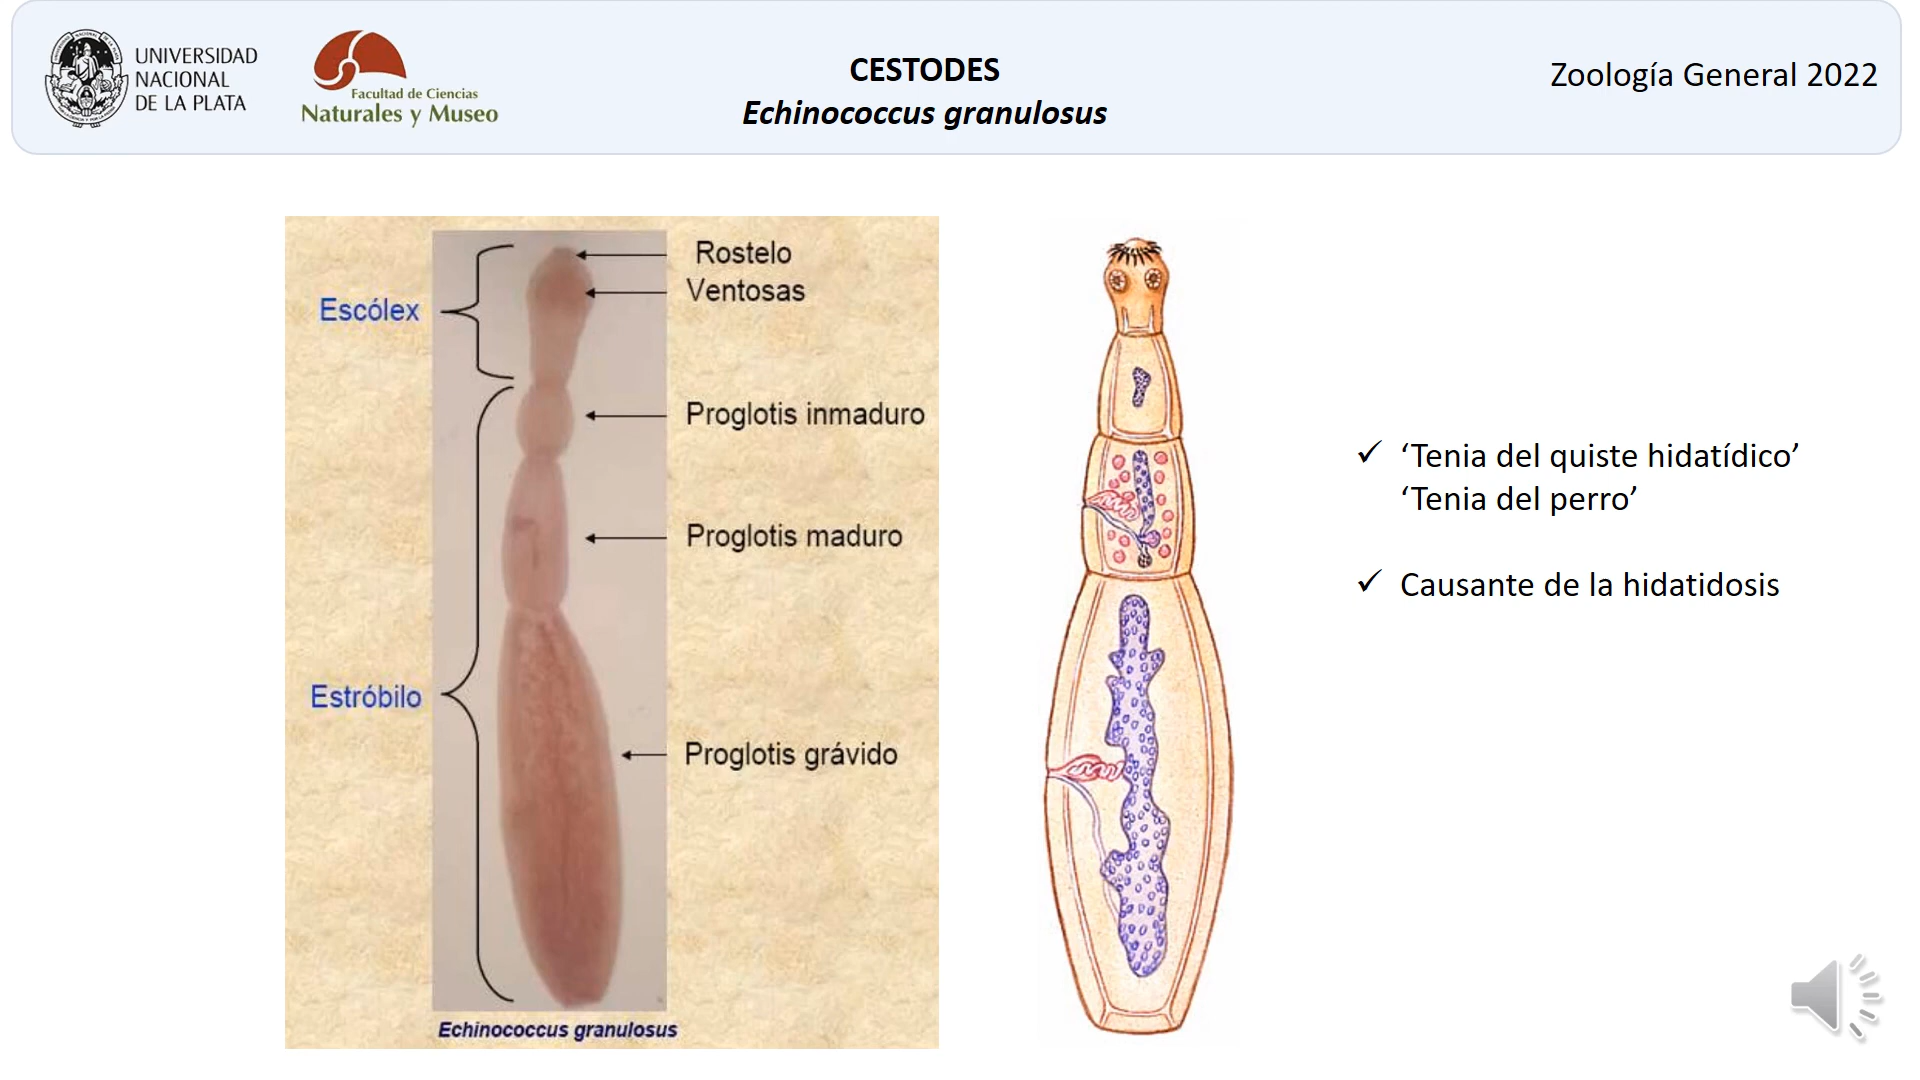 UNIVERSIDAD
NACIONAL
DE LA PLATA
Facultad de Ciencias
Naturales y Museo
CESTODES
Echinococcus granulosus
Zoología General 2022
Rostelo
Ventosas
Escólex
Proglotis inmaduro
Proglotis maduro
Estróbilo
Proglotis grávido
Echinococcus granulosus
✓ ‘Tenia del quiste hidatídico’
‘Tenia del perro’
✓ Causante de la hidatidosis